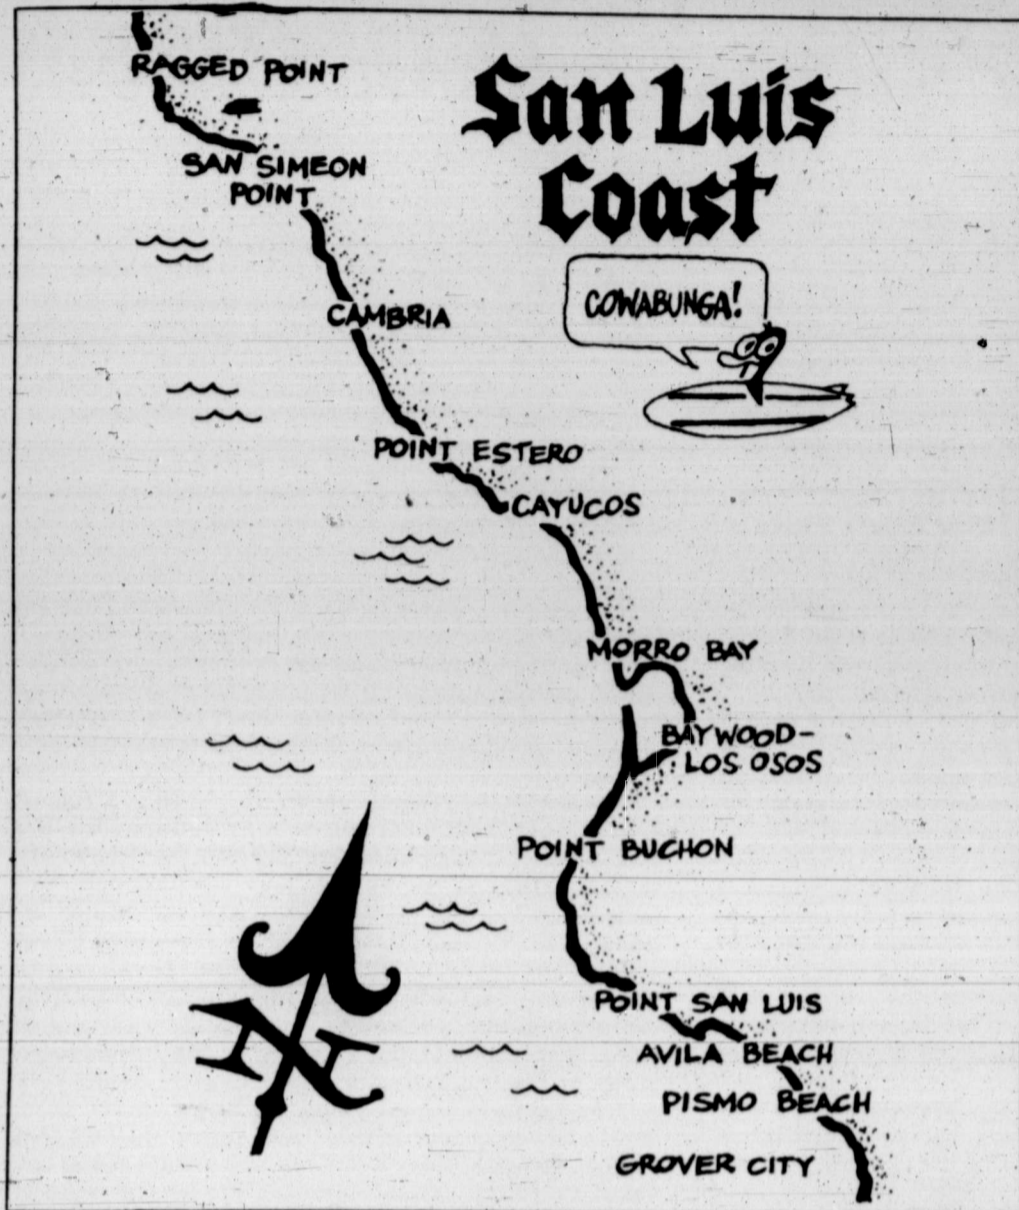 RAGGED POINT
San Luis
Coast
SAN SIMEON
POINT
COWABUNGA!
CAMBRIA
POINT ESTERO
CAYUCOS
MORRO BAY
BAYWOOD-
LOS OSOS
POINT BUCHON
N
POINT SAN LUIS
AVILA BEACH
PISMO BEACH
GROVER CITY